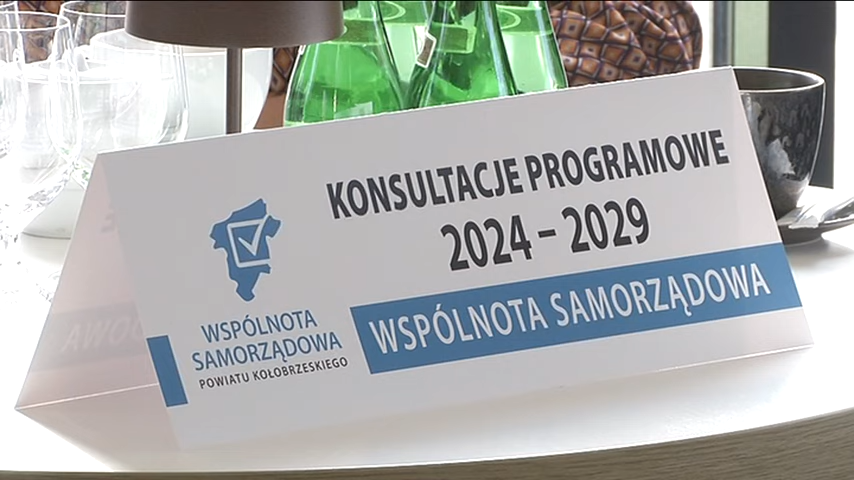 KONSULTACJE PROGRAMOWE
2024 – 2029
WSPÓLNOTA SAMORZĄDOWA
WSPÓLNOTA
SAMORZĄDOWA
POWIATU KOŁOBRZESKIEGO